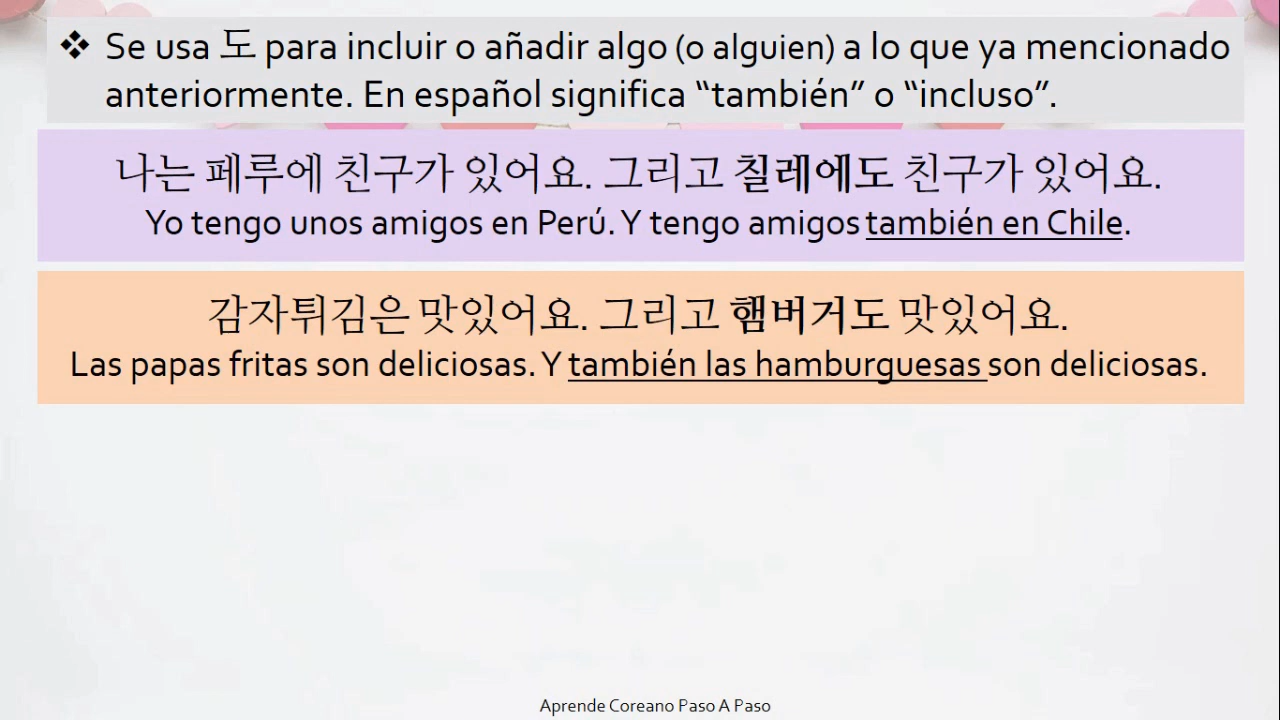 ❖ Se usa 도 para incluir o añadir algo (o alguien) a lo que ya mencionado
anteriormente. En español significa “también” o “incluso”.
나는 페루에 친구가 있어요. 그리고 칠레에도 친구가 있어요.
Yo tengo unos amigos en Perú. Y tengo amigos también en Chile.
감자튀김은 맛있어요. 그리고 햄버거도 맛있어요.
Las papas fritas son deliciosas. Y también las hamburguesas son deliciosas.
Aprende Coreano Paso A Paso